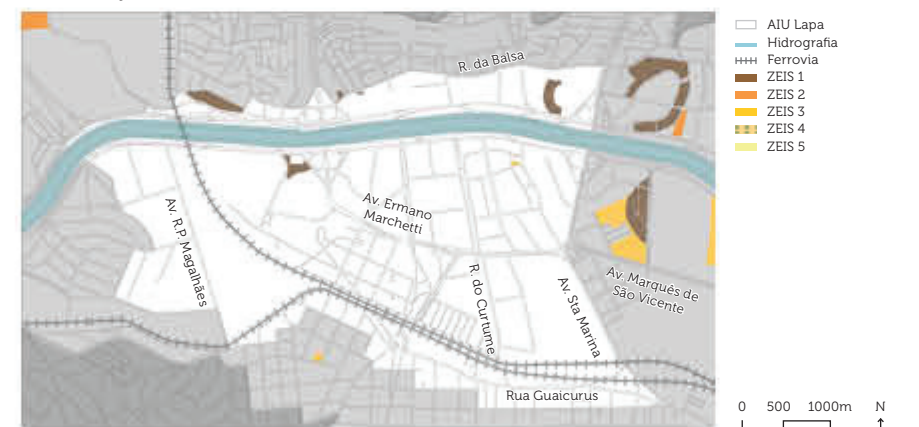 R. da Balsa
Av. R.P. Magalhães
Av. Ermano
Marchetti
R. do Curtume
Av. Sta Marina
Av. Marquês de
São Vicente
Rua Guaicurus
AIU Lapa
Hidrografia
Ferrovia
ZEIS 1
ZEIS 2
ZEIS 3
ZEIS 4
ZEIS 5
0 500 1000m N